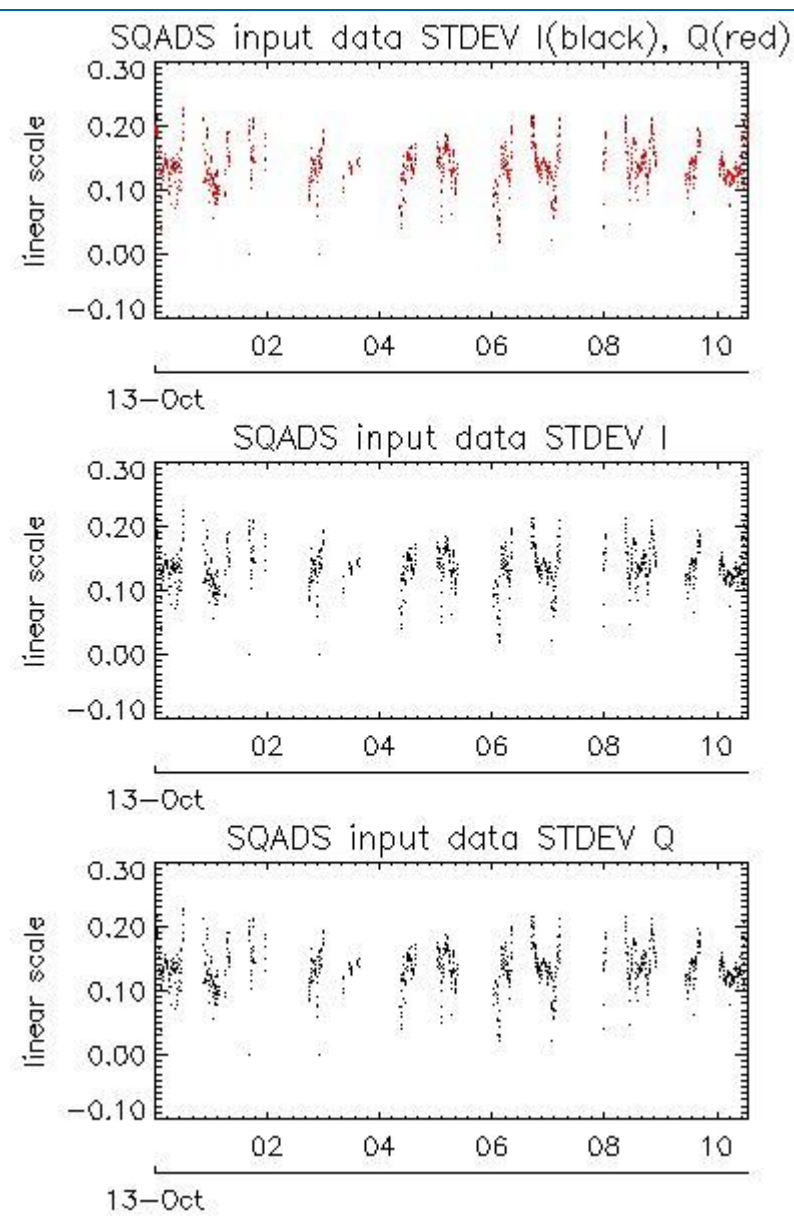 SQADS input data STDEV I(black), Q(red)
0.30
0.20
0.10
0.00
-0.10
linear scale
02 04 06 08 10
13-Oct
SQADS input data STDEV I
0.30
0.20
0.10
0.00
-0.10
linear scale
02 04 06 08 10
13-Oct
SQADS input data STDEV Q
0.30
0.20
0.10
0.00
-0.10
linear scale
02 04 06 08 10
13-Oct